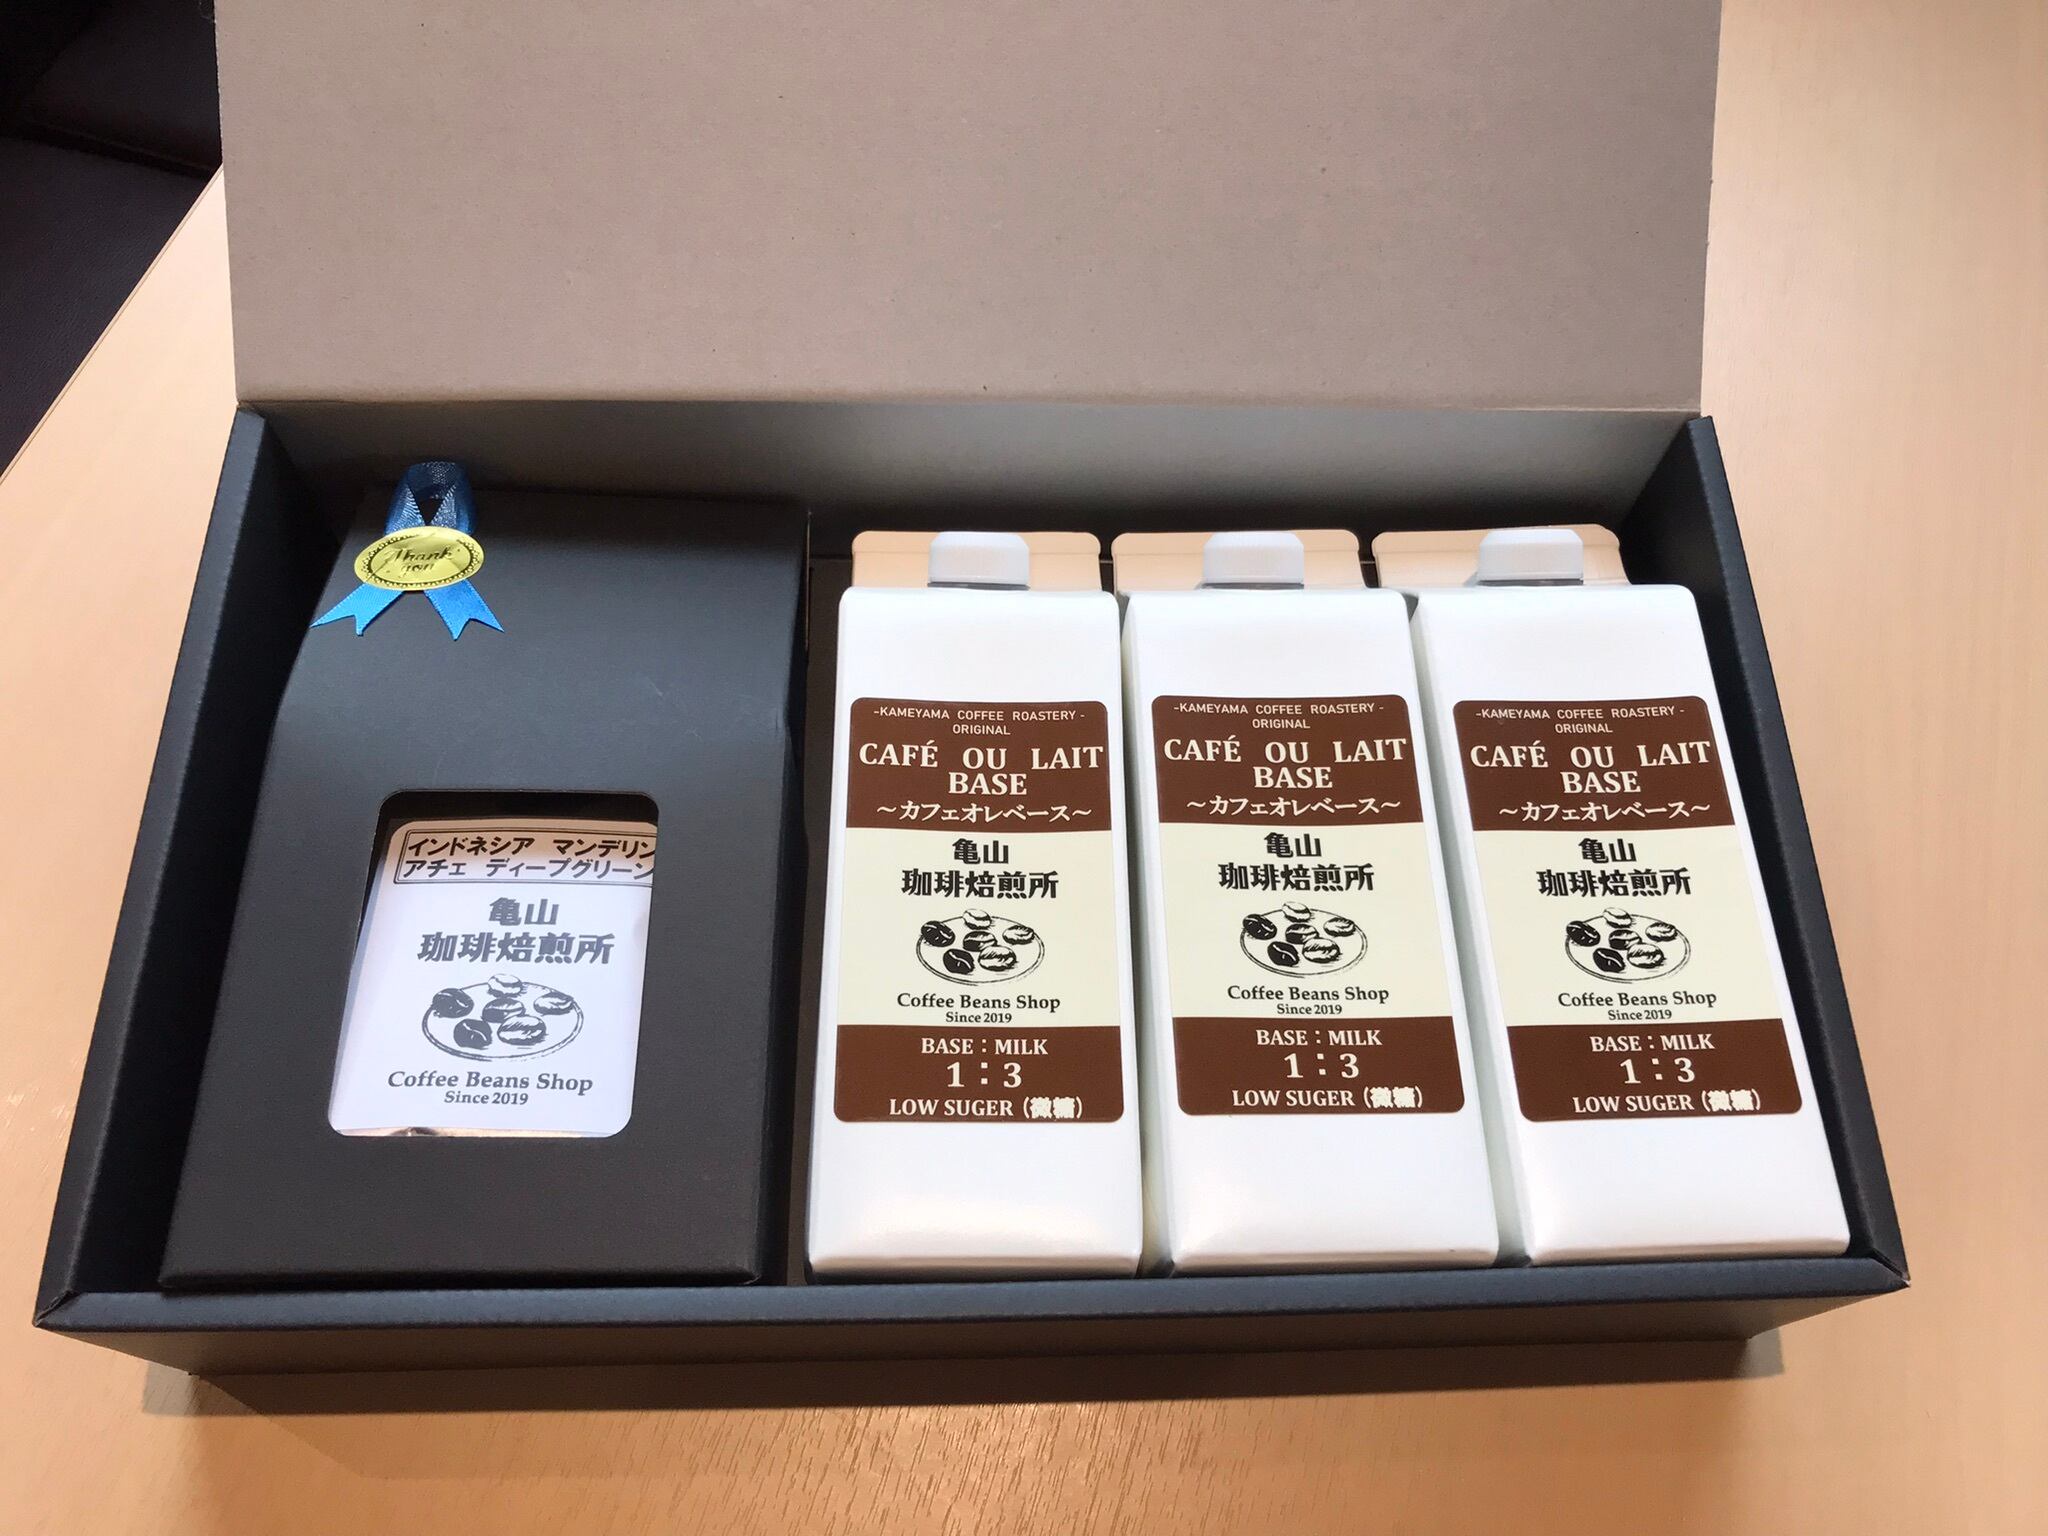 Thank
you
インドネシア マンデリン
アチェ ディープグリーン
亀山
珈琲焙煎所
Coffee Beans Shop
Since 2019
-KAMEYAMA COFFEE ROASTERY-
ORIGINAL
CAFÉ OU LAIT
BASE
～カフェオレベース～
亀山
珈琲焙煎所
Coffee Beans Shop
Since 2019
BASE：MILK
1：3
LOW SUGER（微糖）
-KAMEYAMA COFFEE ROASTERY-
ORIGINAL
CAFÉ OU LAIT
BASE
～カフェオレベース～
亀山
珈琲焙煎所
Coffee Beans Shop
Since 2019
BASE：MILK
1：3
LOW SUGER（微糖）
-KAMEYAMA COFFEE ROASTERY-
ORIGINAL
CAFÉ OU LAIT
BASE
～カフェオレベース～
亀山
珈琲焙煎所
Coffee Beans Shop
Since 2019
BASE：MILK
1：3
LOW SUGER（微糖）